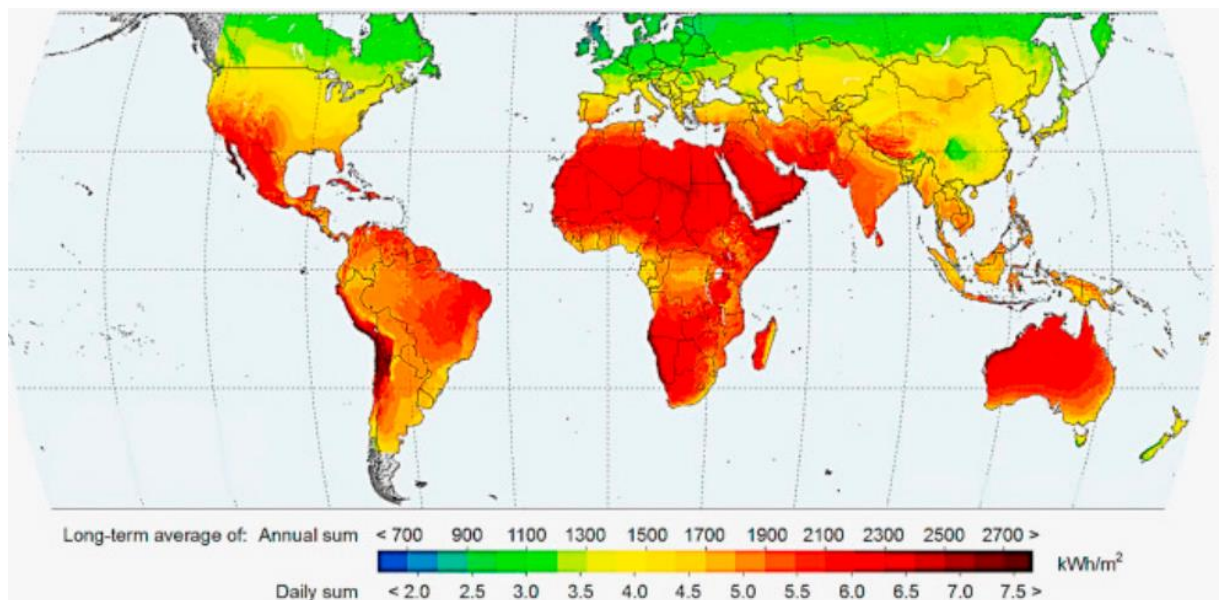 Long-term average of: Annual sum < 700 900 1100 1300 1500 1700 1900 2100 2300 2500 2700 > kWh/m²
Daily sum < 2.0 2.5 3.0 3.5 4.0 4.5 5.0 5.5 6.0 6.5 7.0 7.5 >